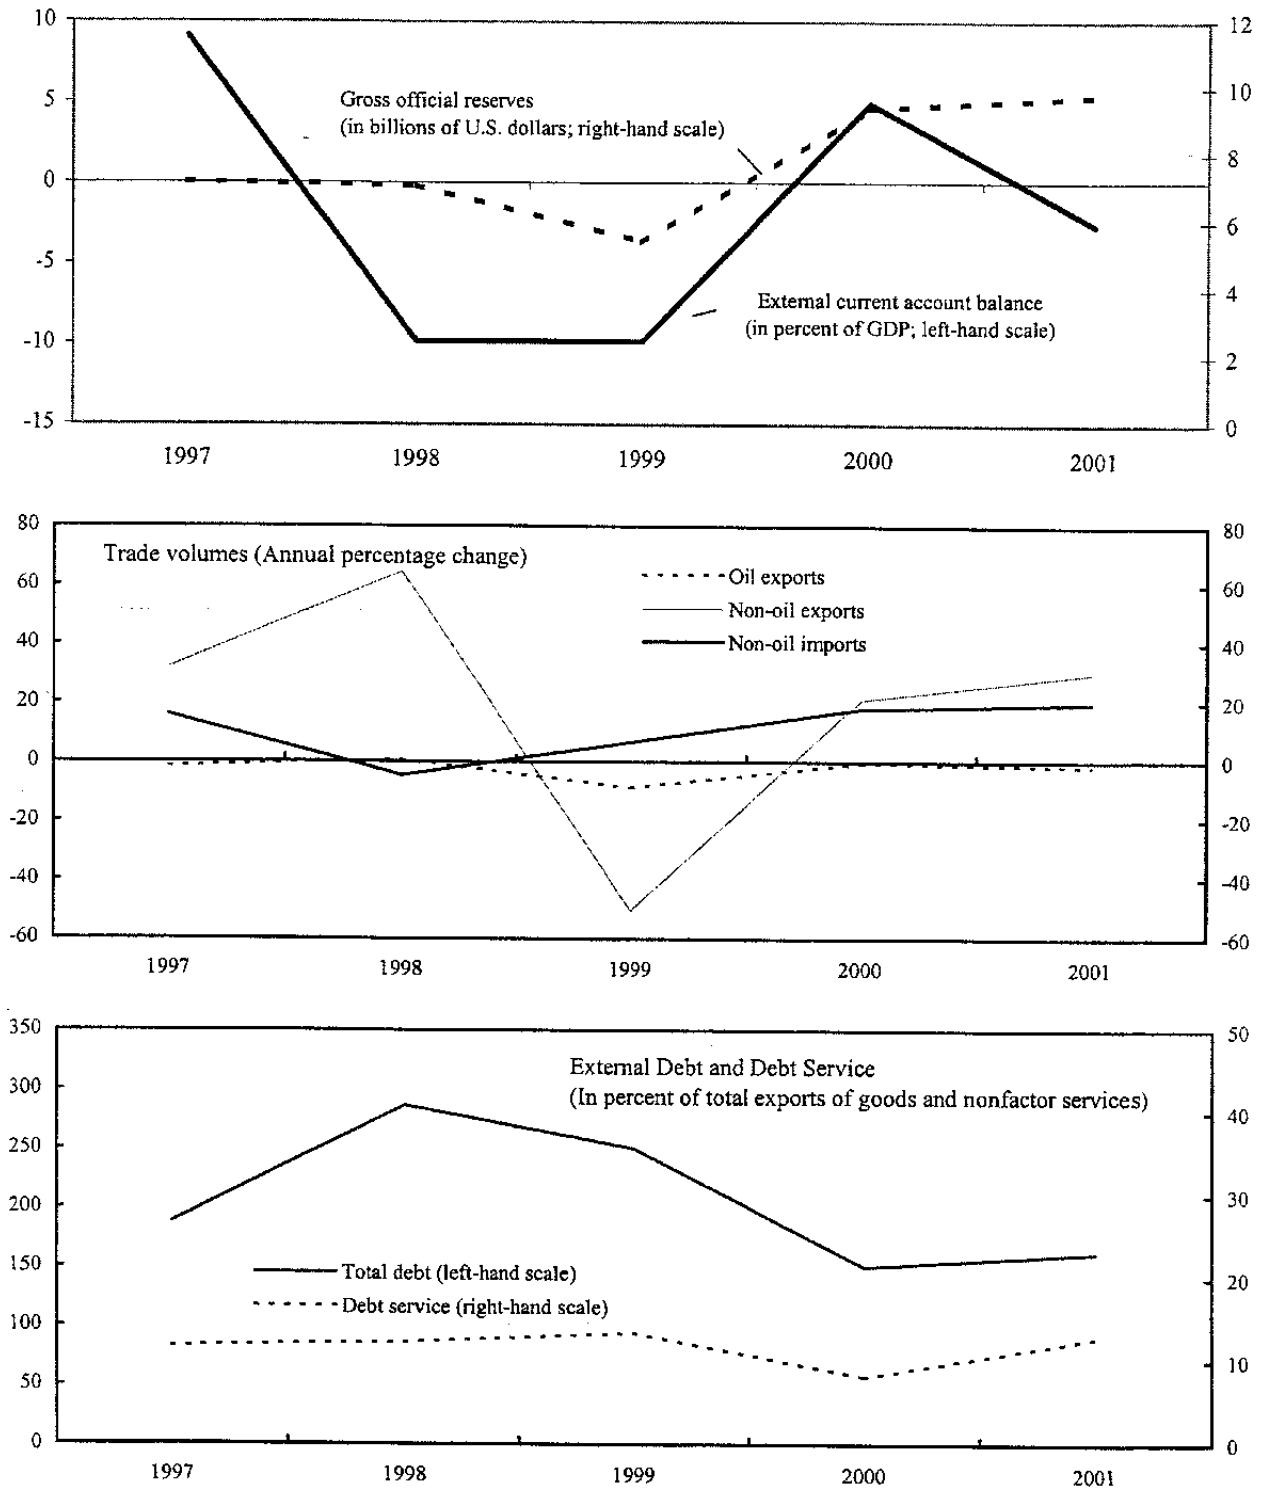 10
5
0
-5
-10
-15
12
10
8
6
4
2
0
Gross official reserves
(in billions of U.S. dollars; right-hand scale)
External current account balance
(in percent of GDP; left-hand scale)
1997 1998 1999 2000 2001
80
60
40
20
0
-20
-40
-60
80
60
40
20
0
-20
-40
-60
Trade volumes (Annual percentage change)
Oil exports
Non-oil exports
Non-oil imports
1997 1998 1999 2000 2001
350
300
250
200
150
100
50
0
50
40
30
20
10
0
External Debt and Debt Service
(In percent of total exports of goods and nonfactor services)
Total debt (left-hand scale)
Debt service (right-hand scale)
1997 1998 1999 2000 2001